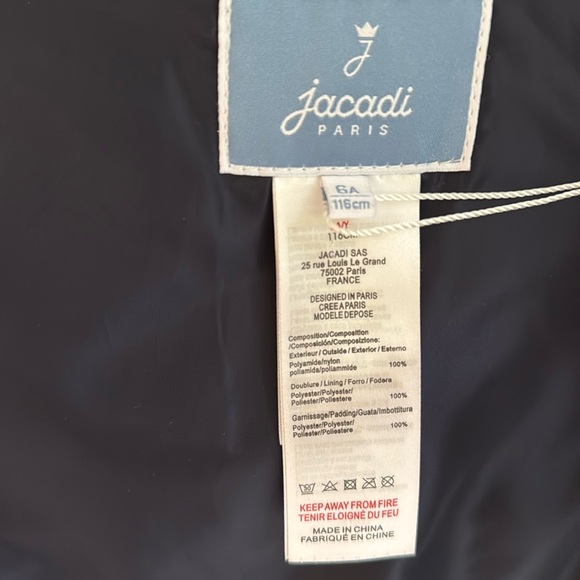 J
jacadi
PARIS
6A
116cm
116CM
JACADI SAS
25 rue Louis Le Grand
75002 Paris
FRANCE
DESIGNED IN PARIS
CREE A PARIS
MODELE DEPOSE
Composition/Composition
/Composición/Composizione:
Exterieur / Outside / Exterior / Esterno
Polyamide/nylon
poliamida/poliammide 100%
Doublure / Lining / Forro / Fodera
Polyester/Polyester/
Poliester/Poliestere 100%
Garnissage/Padding/Guata/Imbottitura
Polyester/Polyester/
Poliester/Poliestere 100%
KEEP AWAY FROM FIRE
TENIR ELOIGNÉ DU FEU
MADE IN CHINA
FABRIQUÉ EN CHINE